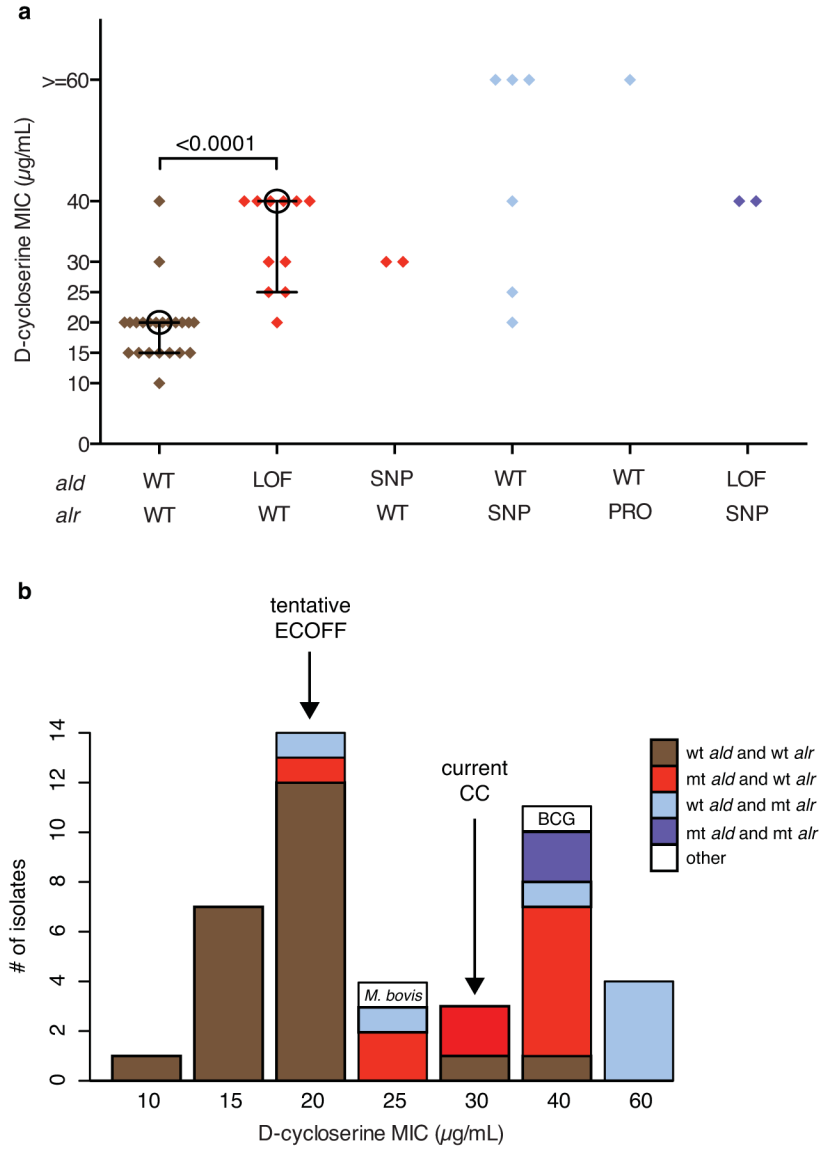 a
D-cycloserine MIC (µg/mL)
>=60
40
30
25
20
15
10
0
<0.0001
ald WT LOF SNP WT WT LOF
alr WT WT WT SNP PRO SNP
b
tentative
ECOFF
current
CC
# of isolates
14
12
10
8
6
4
2
0
M. bovis
BCG
wt ald and wt alr
mt ald and wt alr
wt ald and mt alr
mt ald and mt alr
other
10 15 20 25 30 40 60
D-cycloserine MIC (µg/mL)